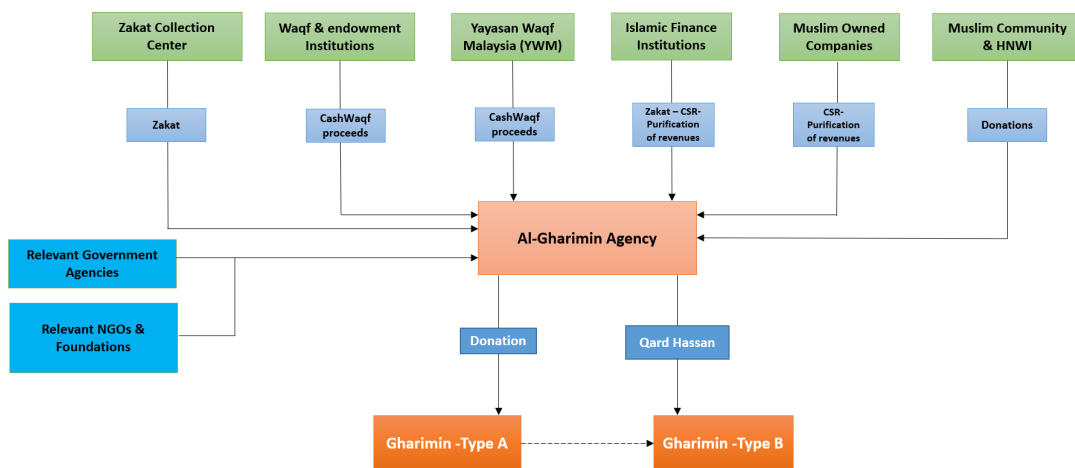 Zakat Collection
Center
Waqf & endowment
Institutions
Yayasan Waqf
Malaysia (YWM)
Islamic Finance
Institutions
Muslim Owned
Companies
Muslim Community
& HNWI
Zakat
CashWaqf
proceeds
CashWaqf
proceeds
Zakat – CSR-
Purification
of revenues
CSR-
Purification
of revenues
Donations
Al-Gharimin Agency
Relevant Government
Agencies
Relevant NGOs &
Foundations
Donation
Qard Hassan
Gharimin -Type A
Gharimin -Type B